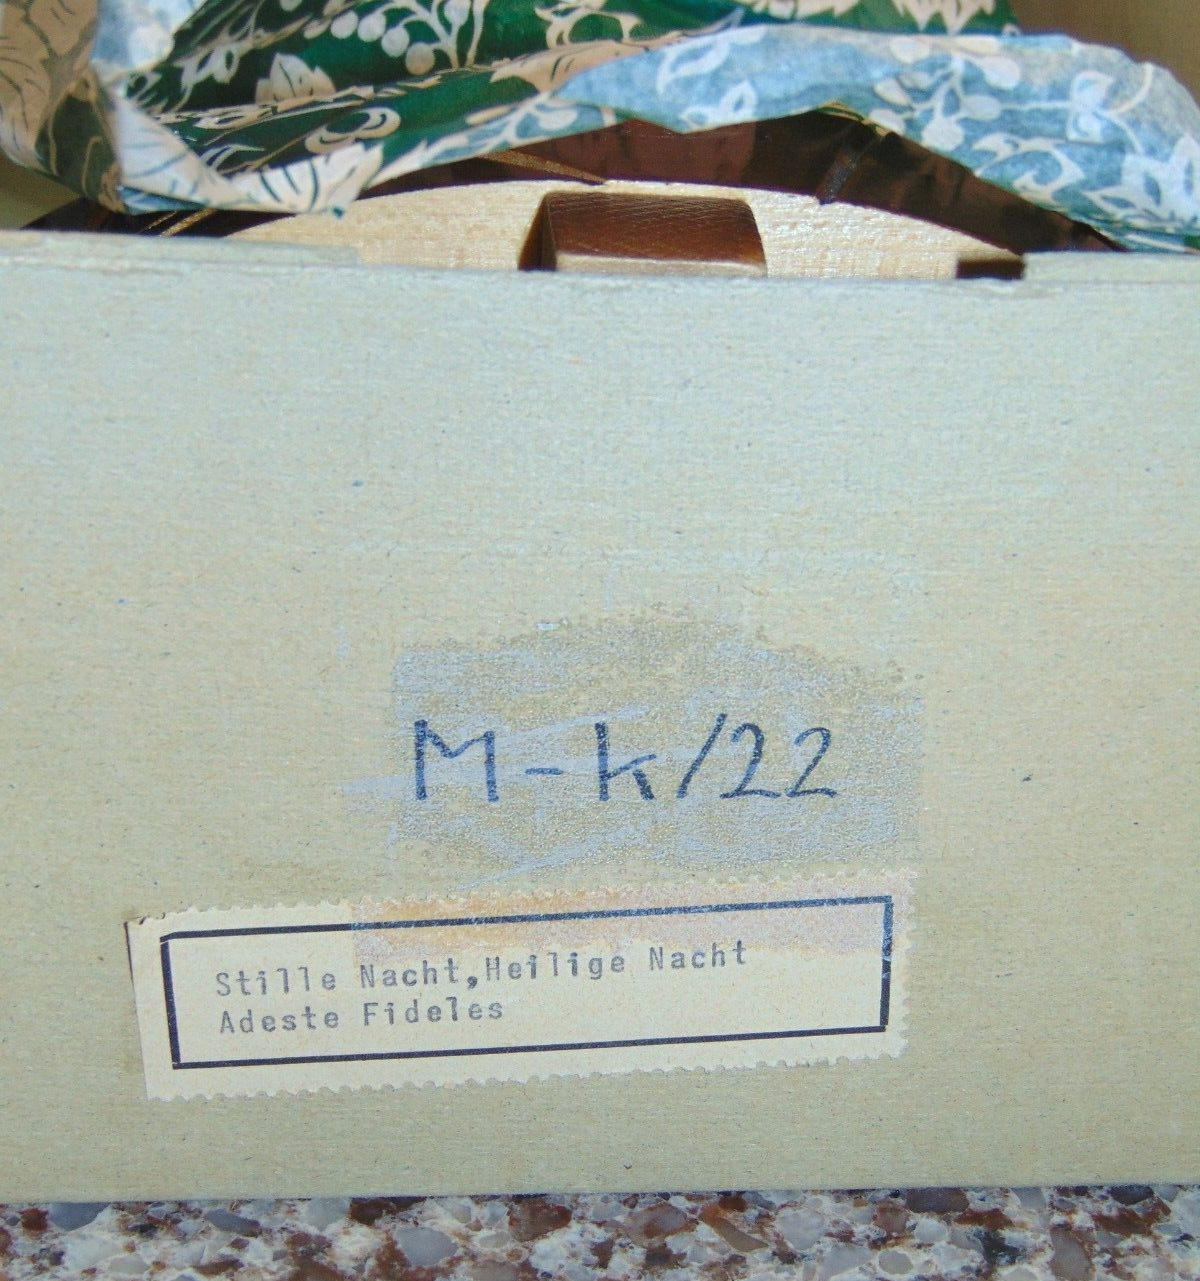 M-k/22
Stille Nacht,Heilige Nacht
Adeste Fideles